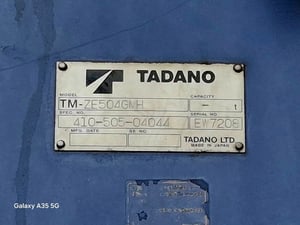 TADANO
MODEL CAPACITY
TM-ZE504GMH – t
SPEC. NO. SERIAL NO
410-505-04044 EW7208
MFG DATE SE NO
TADANO LTD
MADE IN JAPAN
Galaxy A35 5G